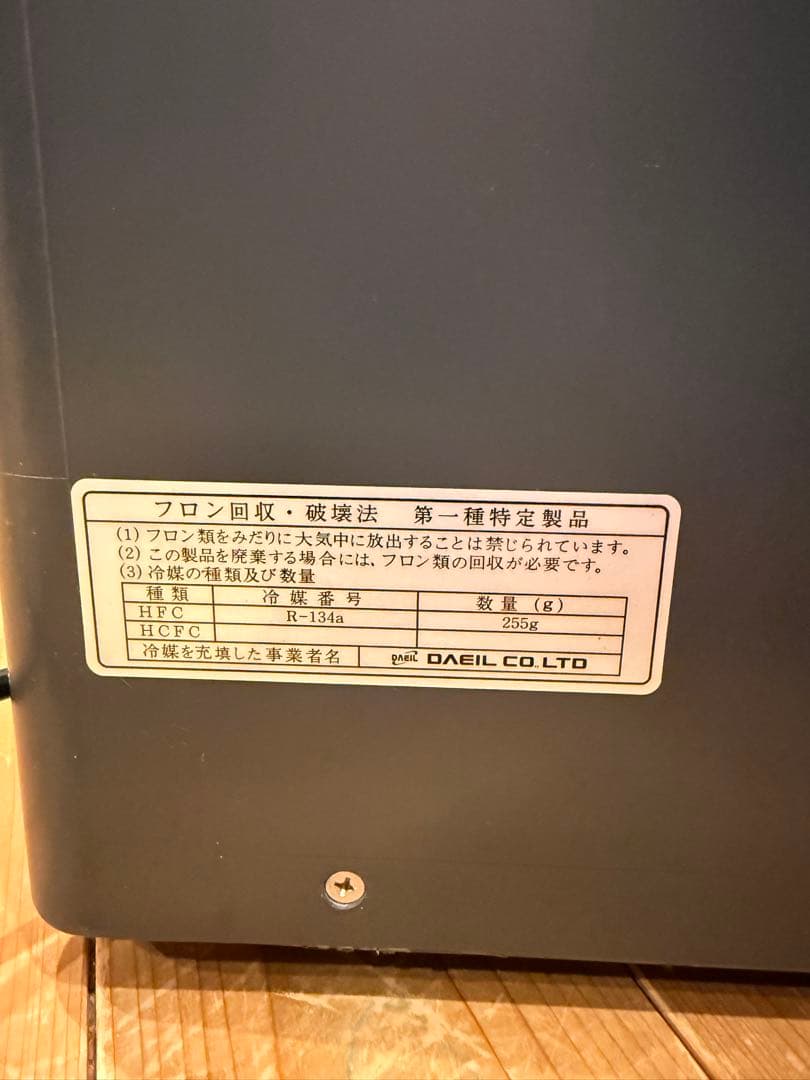 フロン回収・破壊法 第一種特定製品
(1) フロン類をみだりに大気中に放出することは禁じられています。
(2) この製品を廃棄する場合には、フロン類の回収が必要です。
(3) 冷媒の種類及び数量
種類 冷媒番号 数量 (g)
HFC R-134a 255g
HCFC
冷媒を充填した事業者名 DAEIL DAEIL CO., LTD